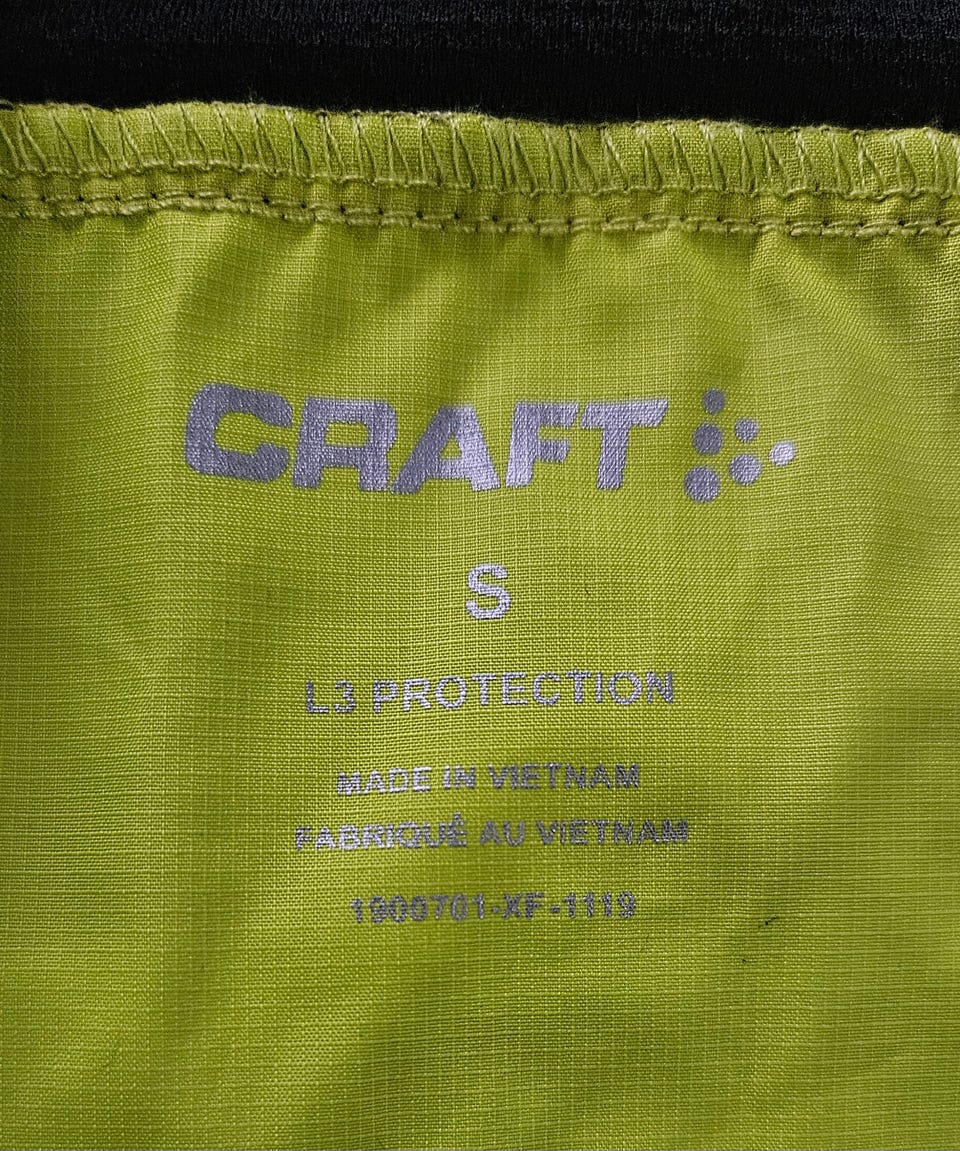 CRAFT
S
L3 PROTECTION
MADE IN VIETNAM
FABRIQUÉ AU VIETNAM
1900701-XF-1119